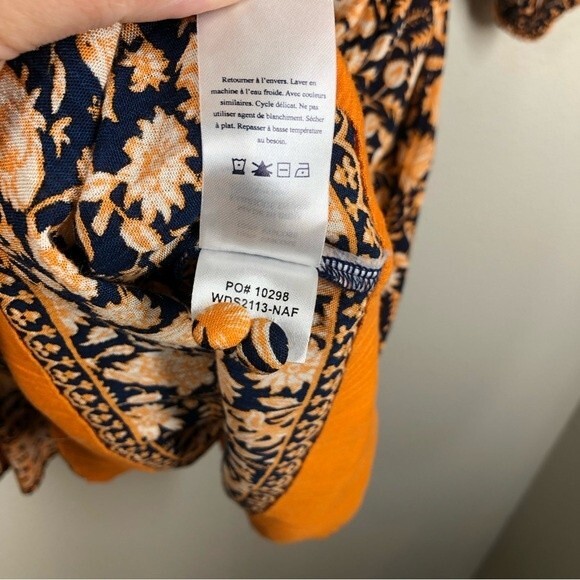 Retourner à l'envers. Laver en
machine à l'eau froide. Avec couleurs
similaires. Cycle délicat. Ne pas
utiliser agent de blanchiment. Sécher
à plat. Repasser à basse température
au besoin.
PO# 10298
WDS2113-NAF